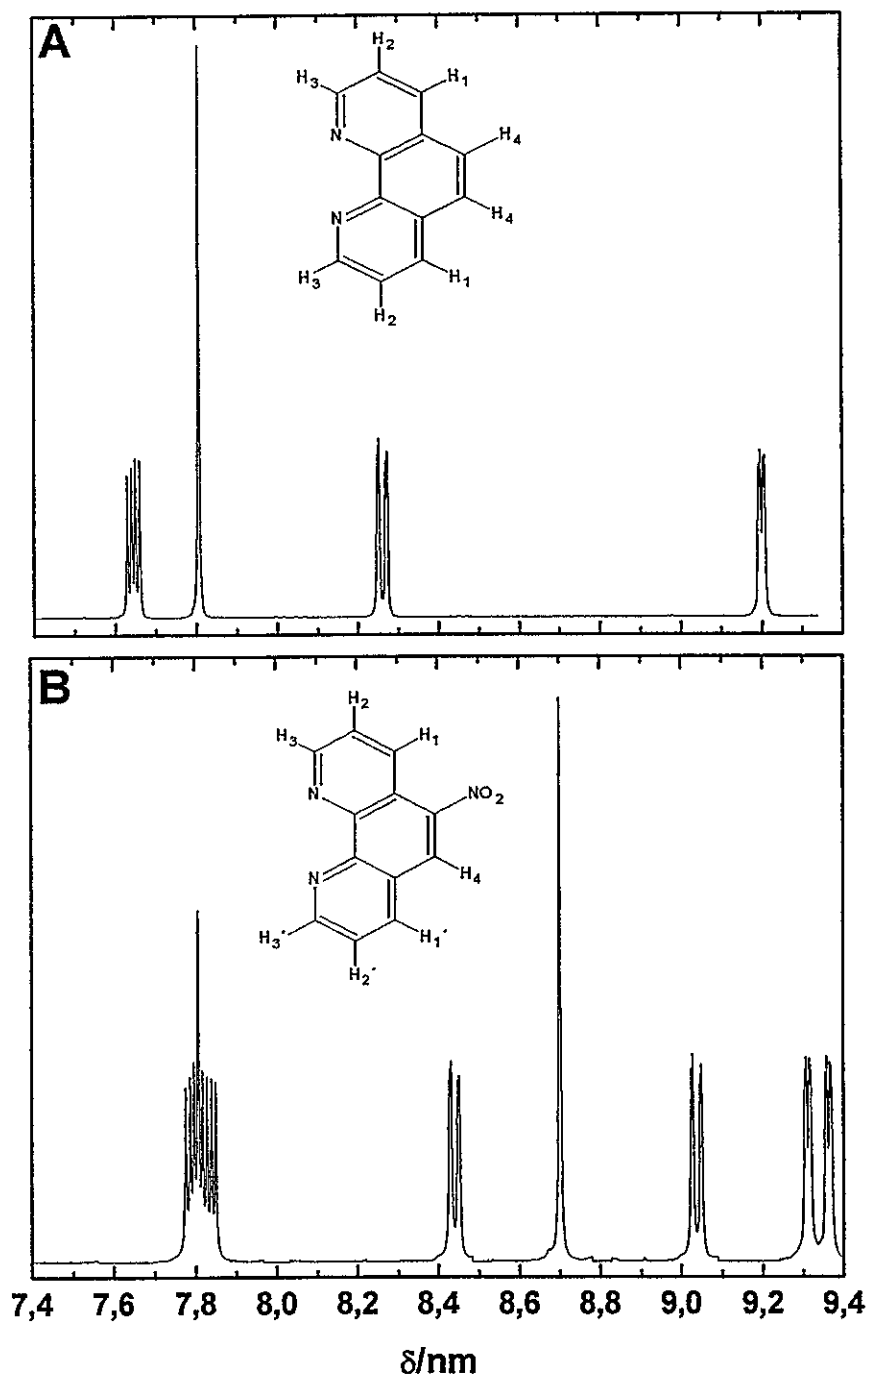 A
H2
H3
H1
N
H4
N
H4
H3
H1
H2
B
H2
H3
H1
N
NO2
N
H4
H3´
H1´
H2´
7,4 7,6 7,8 8,0 8,2 8,4 8,6 8,8 9,0 9,2 9,4
δ/nm